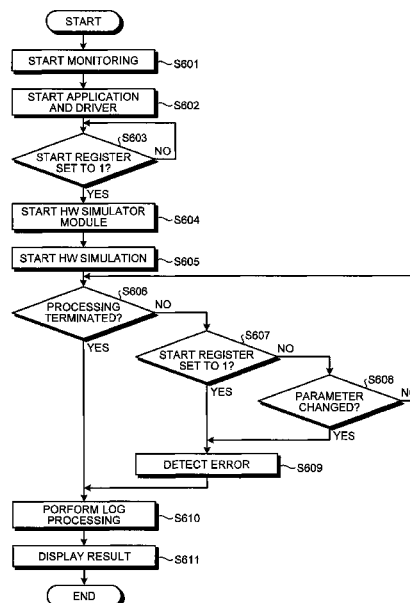 START
START MONITORING
S601
START APPLICATION
AND DRIVER
S602
S603
START REGISTER
SET TO 1?
NO
YES
START HW SIMULATOR
MODULE
S604
START HW SIMULATION
S605
S606
PROCESSING
TERMINATED?
NO
YES
S607
START REGISTER
SET TO 1?
NO
YES
S608
PARAMETER
CHANGED?
NO
YES
DETECT ERROR
S609
PORFORM LOG
PROCESSING
S610
DISPLAY RESULT
S611
END